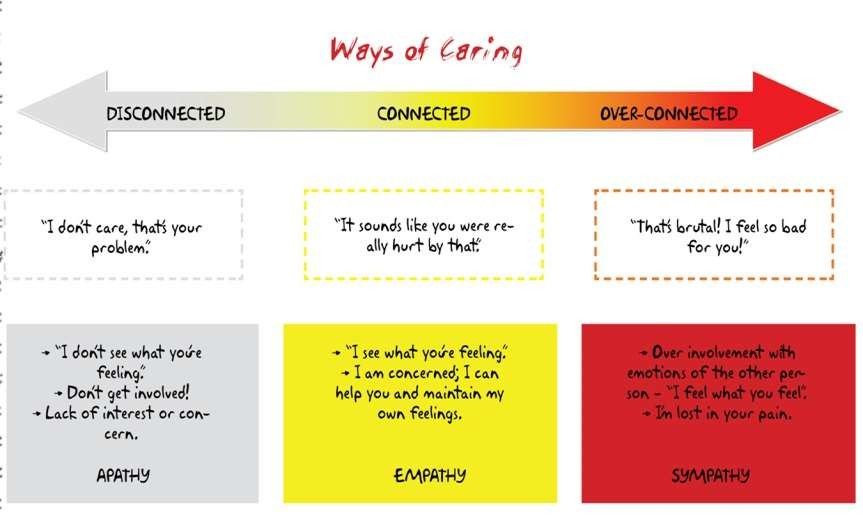 Ways of Caring
DISCONNECTED
CONNECTED
OVER-CONNECTED
"I don't care, that's your
problem."
"It sounds like you were re-
ally hurt by that."
"That's brutal! I feel so bad
for you!"
→ "I don't see what you're
feeling."
→ Don't get involved!
→ Lack of interest or con-
cern.
APATHY
→ "I see what you're feeling."
→ I am concerned; I can
help you and maintain my
own feelings.
EMPATHY
→ Over involvement with
emotions of the other per-
son - "I feel what you feel".
→ I'm lost in your pain.
SYMPATHY